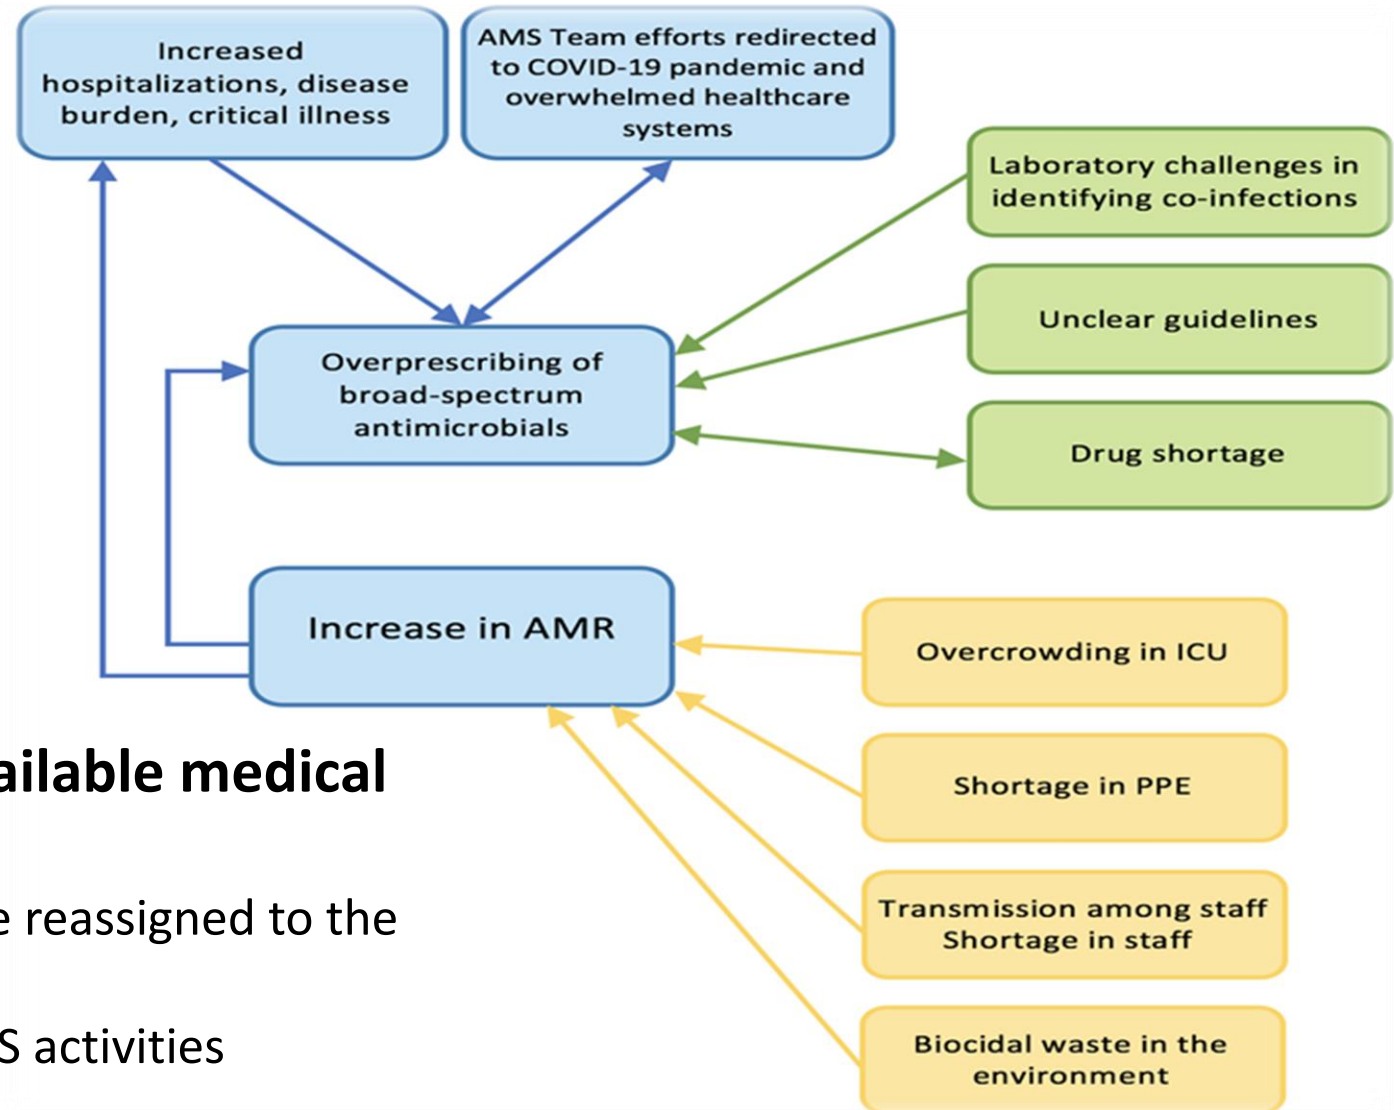 Increased
hospitalizations, disease
burden, critical illness
AMS Team efforts redirected
to COVID-19 pandemic and
overwhelmed healthcare
systems
Laboratory challenges in
identifying co-infections
Unclear guidelines
Drug shortage
Overprescribing of
broad-spectrum
antimicrobials
Increase in AMR
Overcrowding in ICU
Shortage in PPE
Transmission among staff
Shortage in staff
Biocidal waste in the
environment
medical
reassigned to the
activities